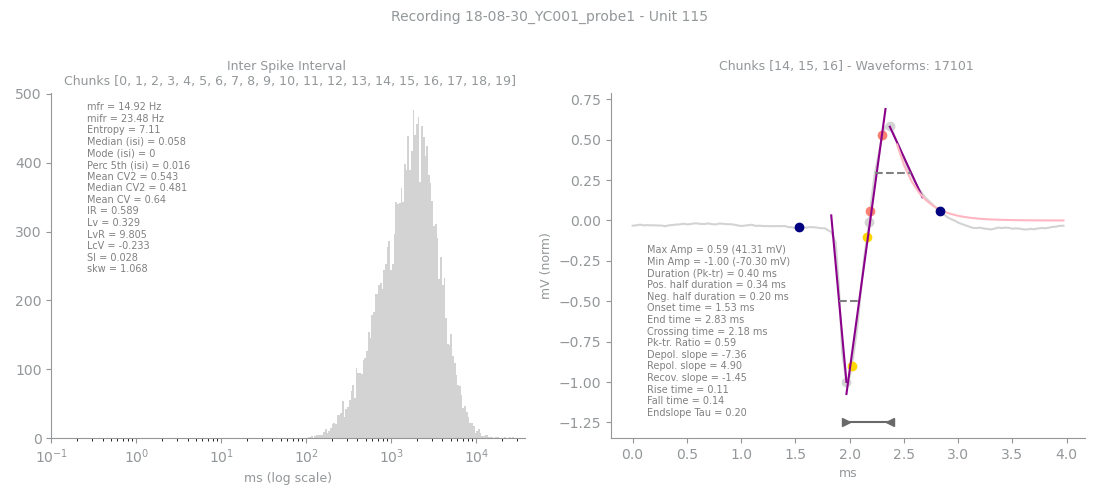 Recording 18-08-30_YC001_probe1 - Unit 115
Inter Spike Interval
Chunks [0, 1, 2, 3, 4, 5, 6, 7, 8, 9, 10, 11, 12, 13, 14, 15, 16, 17, 18, 19]
500
400
300
200
100
0
mfr = 14.92 Hz
mifr = 23.48 Hz
Entropy = 7.11
Median (isi) = 0.058
Mode (isi) = 0
Perc 5th (isi) = 0.016
Mean CV2 = 0.543
Median CV2 = 0.481
Mean CV = 0.64
IR = 0.589
Lv = 0.329
LvR = 9.805
LcV = -0.233
SI = 0.028
skw = 1.068
10⁻¹ 10⁰ 10¹ 10² 10³ 10⁴
ms (log scale)
Chunks [14, 15, 16] - Waveforms: 17101
mV (norm)
0.75
0.50
0.25
0.00
−0.25
−0.50
−0.75
−1.00
−1.25
Max Amp = 0.59 (41.31 mV)
Min Amp = -1.00 (-70.30 mV)
Duration (Pk-tr) = 0.40 ms
Pos. half duration = 0.34 ms
Neg. half duration = 0.20 ms
Onset time = 1.53 ms
End time = 2.83 ms
Crossing time = 2.18 ms
Pk-tr. Ratio = 0.59
Depol. slope = -7.36
Repol. slope = 4.90
Recov. slope = -1.45
Rise time = 0.11
Fall time = 0.14
Endslope Tau = 0.20
0.0 0.5 1.0 1.5 2.0 2.5 3.0 3.5 4.0
ms